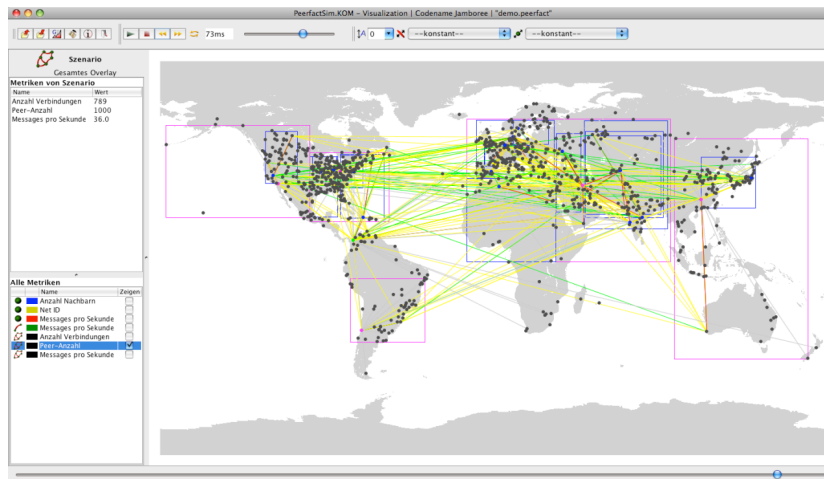 PeerfactSim.KOM – Visualization | Codename Jamboree | "demo.peerfact"
73ms
A 0
--konstant--
--konstant--
Szenario
Gesamtes Overlay
Metriken von Szenario
Name Wert
Anzahl Verbindungen 789
Peer-Anzahl 1000
Messages pro Sekunde 36.0
Alle Metriken
Name Zeigen
Anzahl Nachbarn
Net ID
Messages pro Sekunde
Messages pro Sekunde
Anzahl Verbindungen
Peer-Anzahl
Messages pro Sekunde